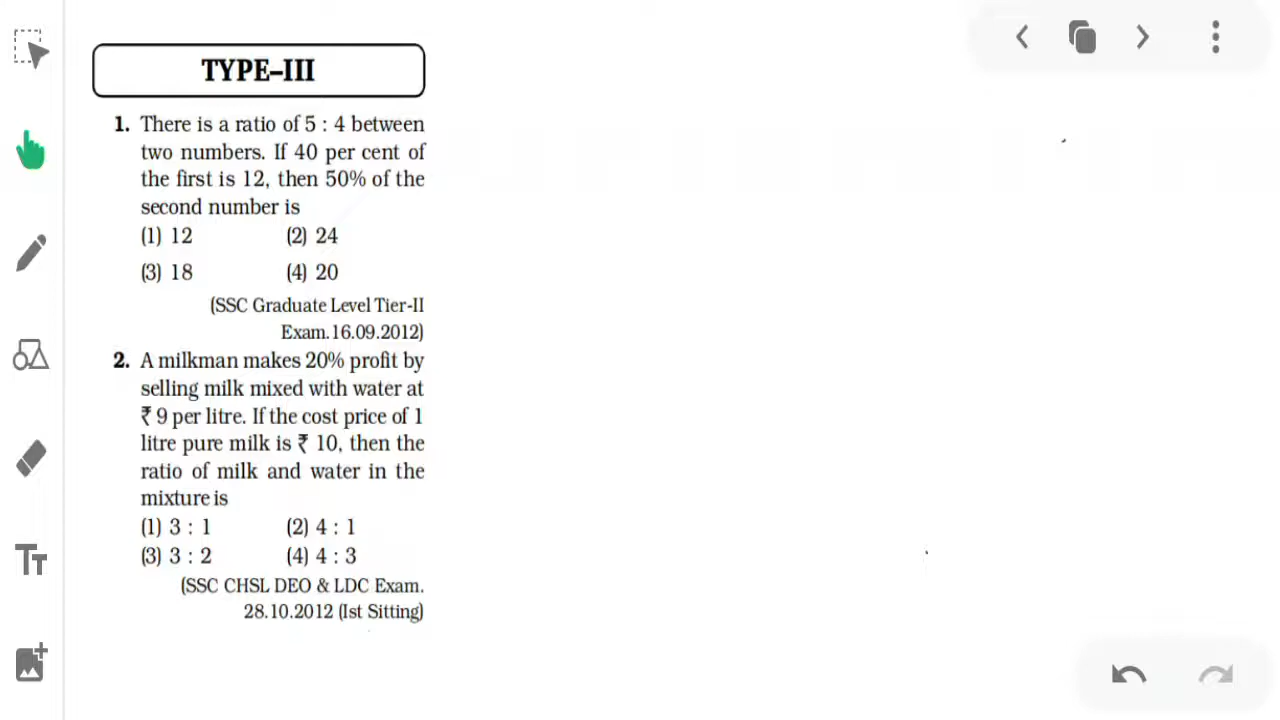 TYPE–III
1. There is a ratio of 5 : 4 between
two numbers. If 40 per cent of
the first is 12, then 50% of the
second number is
(1) 12 (2) 24
(3) 18 (4) 20
(SSC Graduate Level Tier-II
Exam.16.09.2012)
2. A milkman makes 20% profit by
selling milk mixed with water at
₹ 9 per litre. If the cost price of 1
litre pure milk is ₹ 10, then the
ratio of milk and water in the
mixture is
(1) 3 : 1 (2) 4 : 1
(3) 3 : 2 (4) 4 : 3
(SSC CHSL DEO & LDC Exam.
28.10.2012 (Ist Sitting)
TT